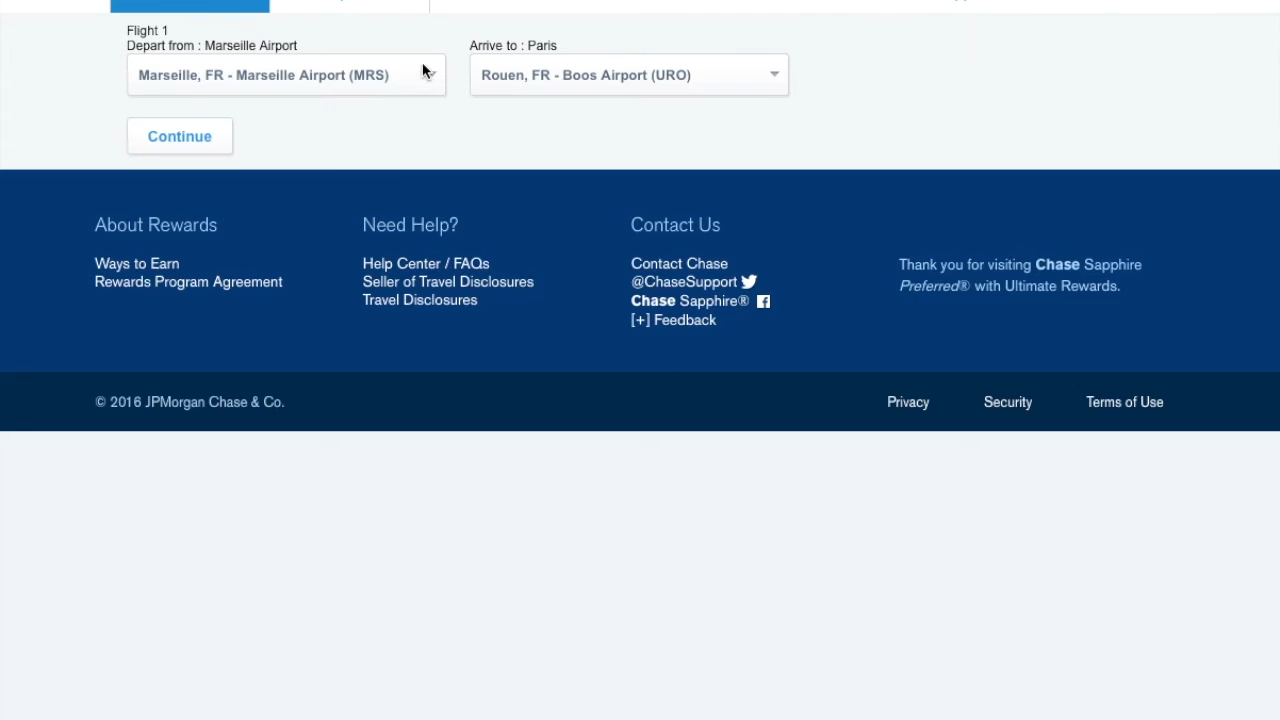 Flight 1
Depart from : Marseille Airport
Arrive to : Paris
Marseille, FR - Marseille Airport (MRS)
Rouen, FR - Boos Airport (URO)
Continue
About Rewards
Ways to Earn
Rewards Program Agreement
Need Help?
Help Center / FAQs
Seller of Travel Disclosures
Travel Disclosures
Contact Us
Contact Chase
@ChaseSupport
Chase Sapphire®
[+] Feedback
Thank you for visiting Chase Sapphire
Preferred® with Ultimate Rewards.
© 2016 JPMorgan Chase & Co.
Privacy
Security
Terms of Use